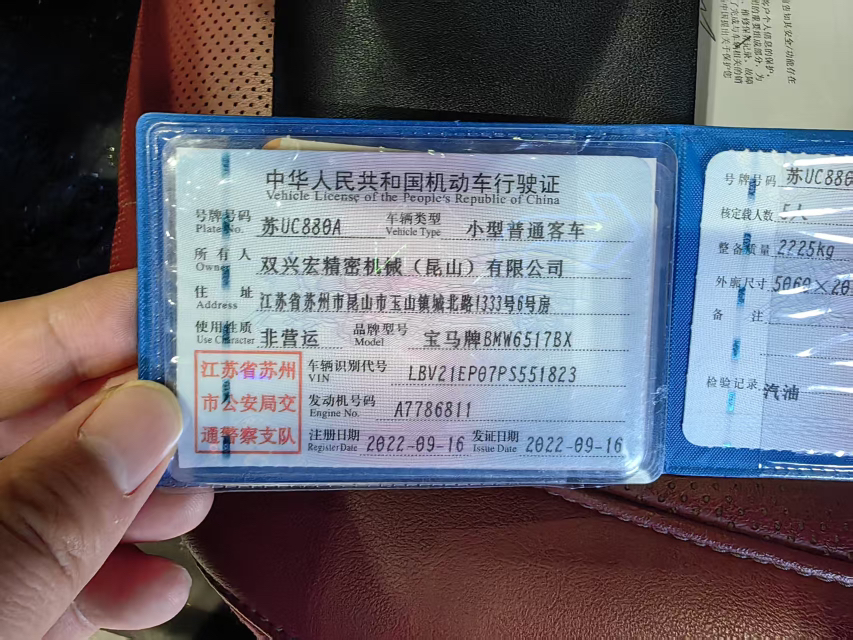 中华人民共和国机动车行驶证
Vehicle License of the People's Republic of China
号牌号码 Plate No. 苏UC880A 车辆类型 Vehicle Type 小型普通客车
所有人 Owner 双兴宏精密机械（昆山）有限公司
住址 Address 江苏省苏州市昆山市玉山镇城北路1333号6号房
使用性质 Use Character 非营运 品牌型号 Model 宝马牌BMW6517BX
江苏省苏州
市公安局交
通警察支队
车辆识别代号 VIN LBV21EP07PS551823
发动机号码 Engine No. A7786811
注册日期 Register Date 2022-09-16 发证日期 Issue Date 2022-09-16
号牌号码 苏UC880
核定载人数 5人
整备质量 2225kg
外廓尺寸 5060×20
备注
检验记录 汽油